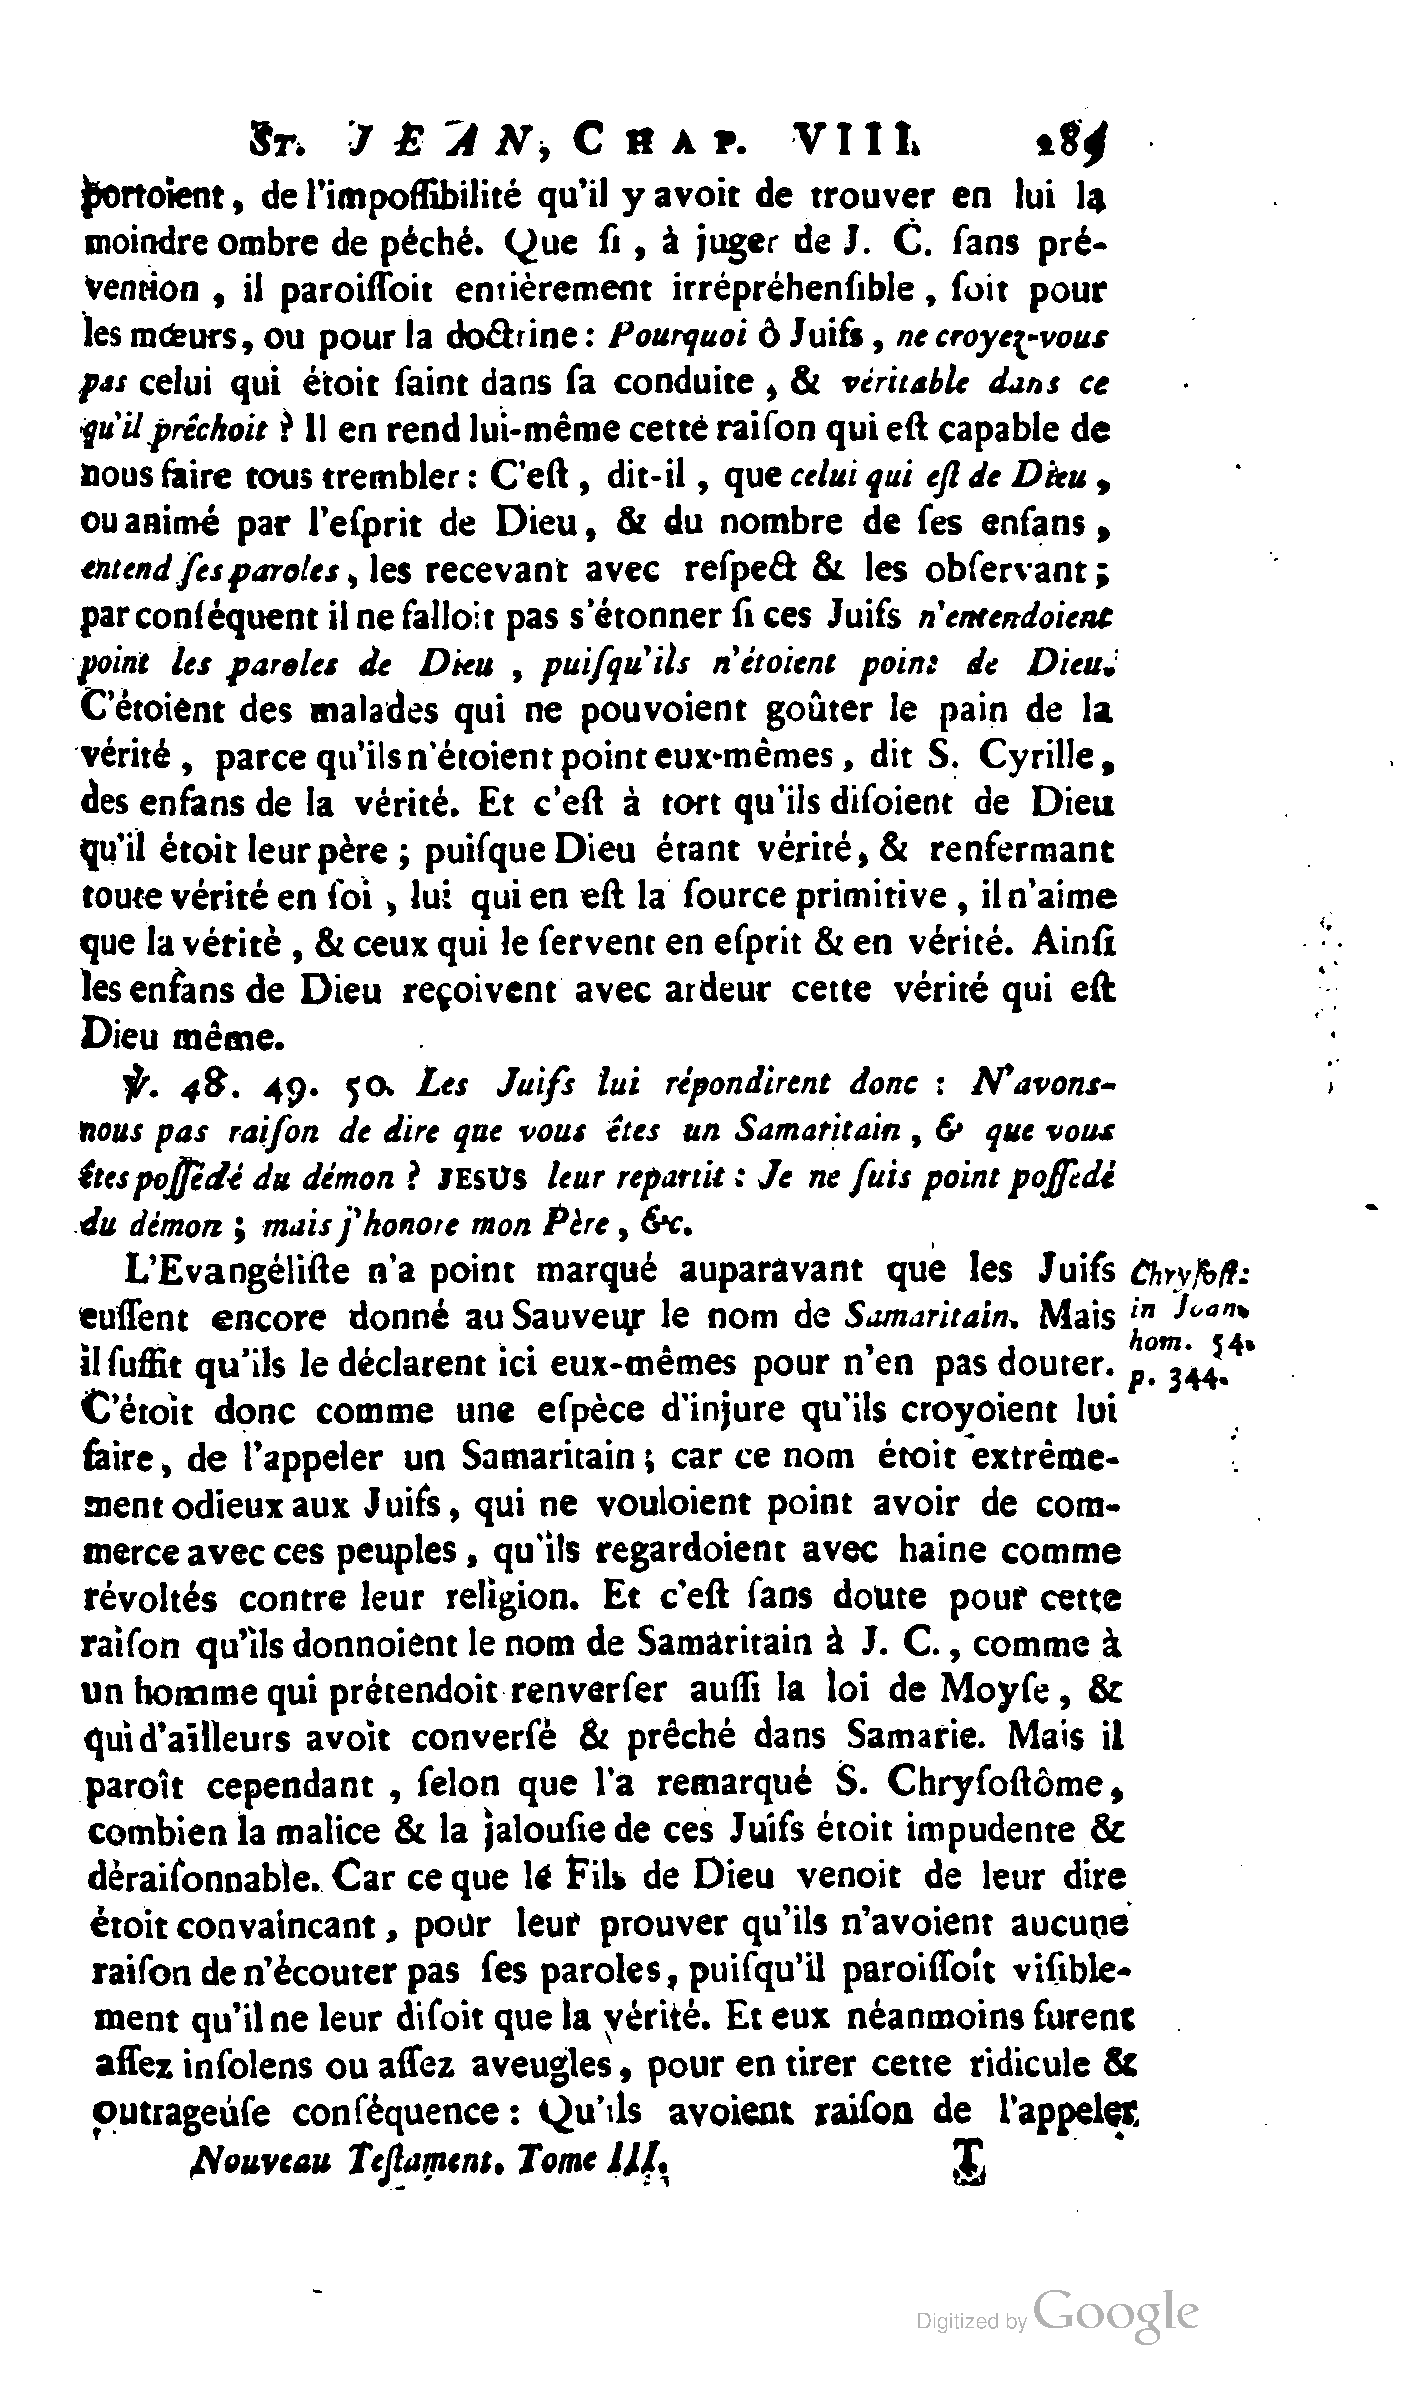 ST. JEAN, CHAP. VIII. 289
portoient, de l'impoſſibilité qu'il y avoit de trouver en lui la
moindre ombre de péché. Que ſi, à juger de J. C. ſans pré-
vention, il paroiſſoit entièrement irrépréhenſible, ſoit pour
les mœurs, ou pour la doctrine: Pourquoi ô Juifs, ne croyez-vous
pas celui qui étoit ſaint dans ſa conduite, & véritable dans ce
qu'il prêchoit ? Il en rend lui-même cette raiſon qui eſt capable de
nous faire tous trembler: C'eſt, dit-il, que celui qui eſt de Dieu,
ou animé par l'eſprit de Dieu, & du nombre de ſes enfans,
entend ſes paroles, les recevant avec reſpect & les obſervant;
par conſéquent il ne falloit pas s'étonner ſi ces Juifs n'entendoient
point les paroles de Dieu, puiſqu'ils n'étoient point de Dieu.
C'étoient des malades qui ne pouvoient goûter le pain de la
vérité, parce qu'ils n'étoient point eux-mêmes, dit S. Cyrille,
des enfans de la vérité. Et c'eſt à tort qu'ils diſoient de Dieu
qu'il étoit leur père; puiſque Dieu étant vérité, & renfermant
toute vérité en ſoi, lui qui en eſt la ſource primitive, il n'aime
que la véritè, & ceux qui le ſervent en eſprit & en vérité. Ainſi
les enfans de Dieu reçoivent avec ardeur cette vérité qui eſt
Dieu même.
℣. 48. 49. 50. Les Juifs lui répondirent donc : N'avons-
nous pas raiſon de dire que vous êtes un Samaritain, & que vous
êtes poſſédé du démon ? JESUS leur repartit : Je ne ſuis point poſſedé
du démon ; mais j'honore mon Père, &c.
L'Evangéliſte n'a point marqué auparavant que les Juifs
euſſent encore donné au Sauveur le nom de Samaritain. Mais
il ſuffit qu'ils le déclarent ici eux-mêmes pour n'en pas douter.
C'étoit donc comme une eſpèce d'injure qu'ils croyoient lui
faire, de l'appeler un Samaritain; car ce nom étoit extrême-
ment odieux aux Juifs, qui ne vouloient point avoir de com-
merce avec ces peuples, qu'ils regardoient avec haine comme
révoltés contre leur religion. Et c'eſt ſans doute pour cette
raiſon qu'ils donnoient le nom de Samaritain à J. C., comme à
un homme qui prétendoit renverſer auſſi la loi de Moyſe, &
qui d'ailleurs avoit converſé & prêché dans Samarie. Mais il
paroît cependant, ſelon que l'a remarqué S. Chryſoſtôme,
combien la malice & la jalouſie de ces Juifs étoit impudente &
dèraiſonnable. Car ce que le Fils de Dieu venoit de leur dire
étoit convaincant, pour leur prouver qu'ils n'avoient aucune
raiſon de n'écouter pas ſes paroles, puiſqu'il paroiſſoit viſible-
ment qu'il ne leur diſoit que la vérité. Et eux néanmoins furent
aſſez inſolens ou aſſez aveugles, pour en tirer cette ridicule &
outrageuſe conſéquence: Qu'ils avoient raiſon de l'appeler
Chryſoſt:
in Joan.
hom. 54.
p. 344.
Nouveau Teſtament. Tome III. T
Digitized by Google